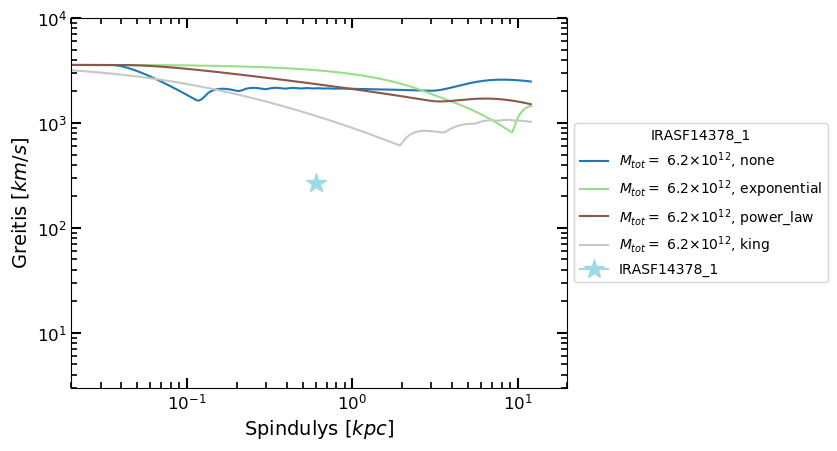 10⁴
10³
10²
10¹
Greitis [km/s]
10⁻¹
10⁰
10¹
Spindulys [kpc]
IRASF14378_1
M_tot = 6.2×10¹², none
M_tot = 6.2×10¹², exponential
M_tot = 6.2×10¹², power_law
M_tot = 6.2×10¹², king
IRASF14378_1